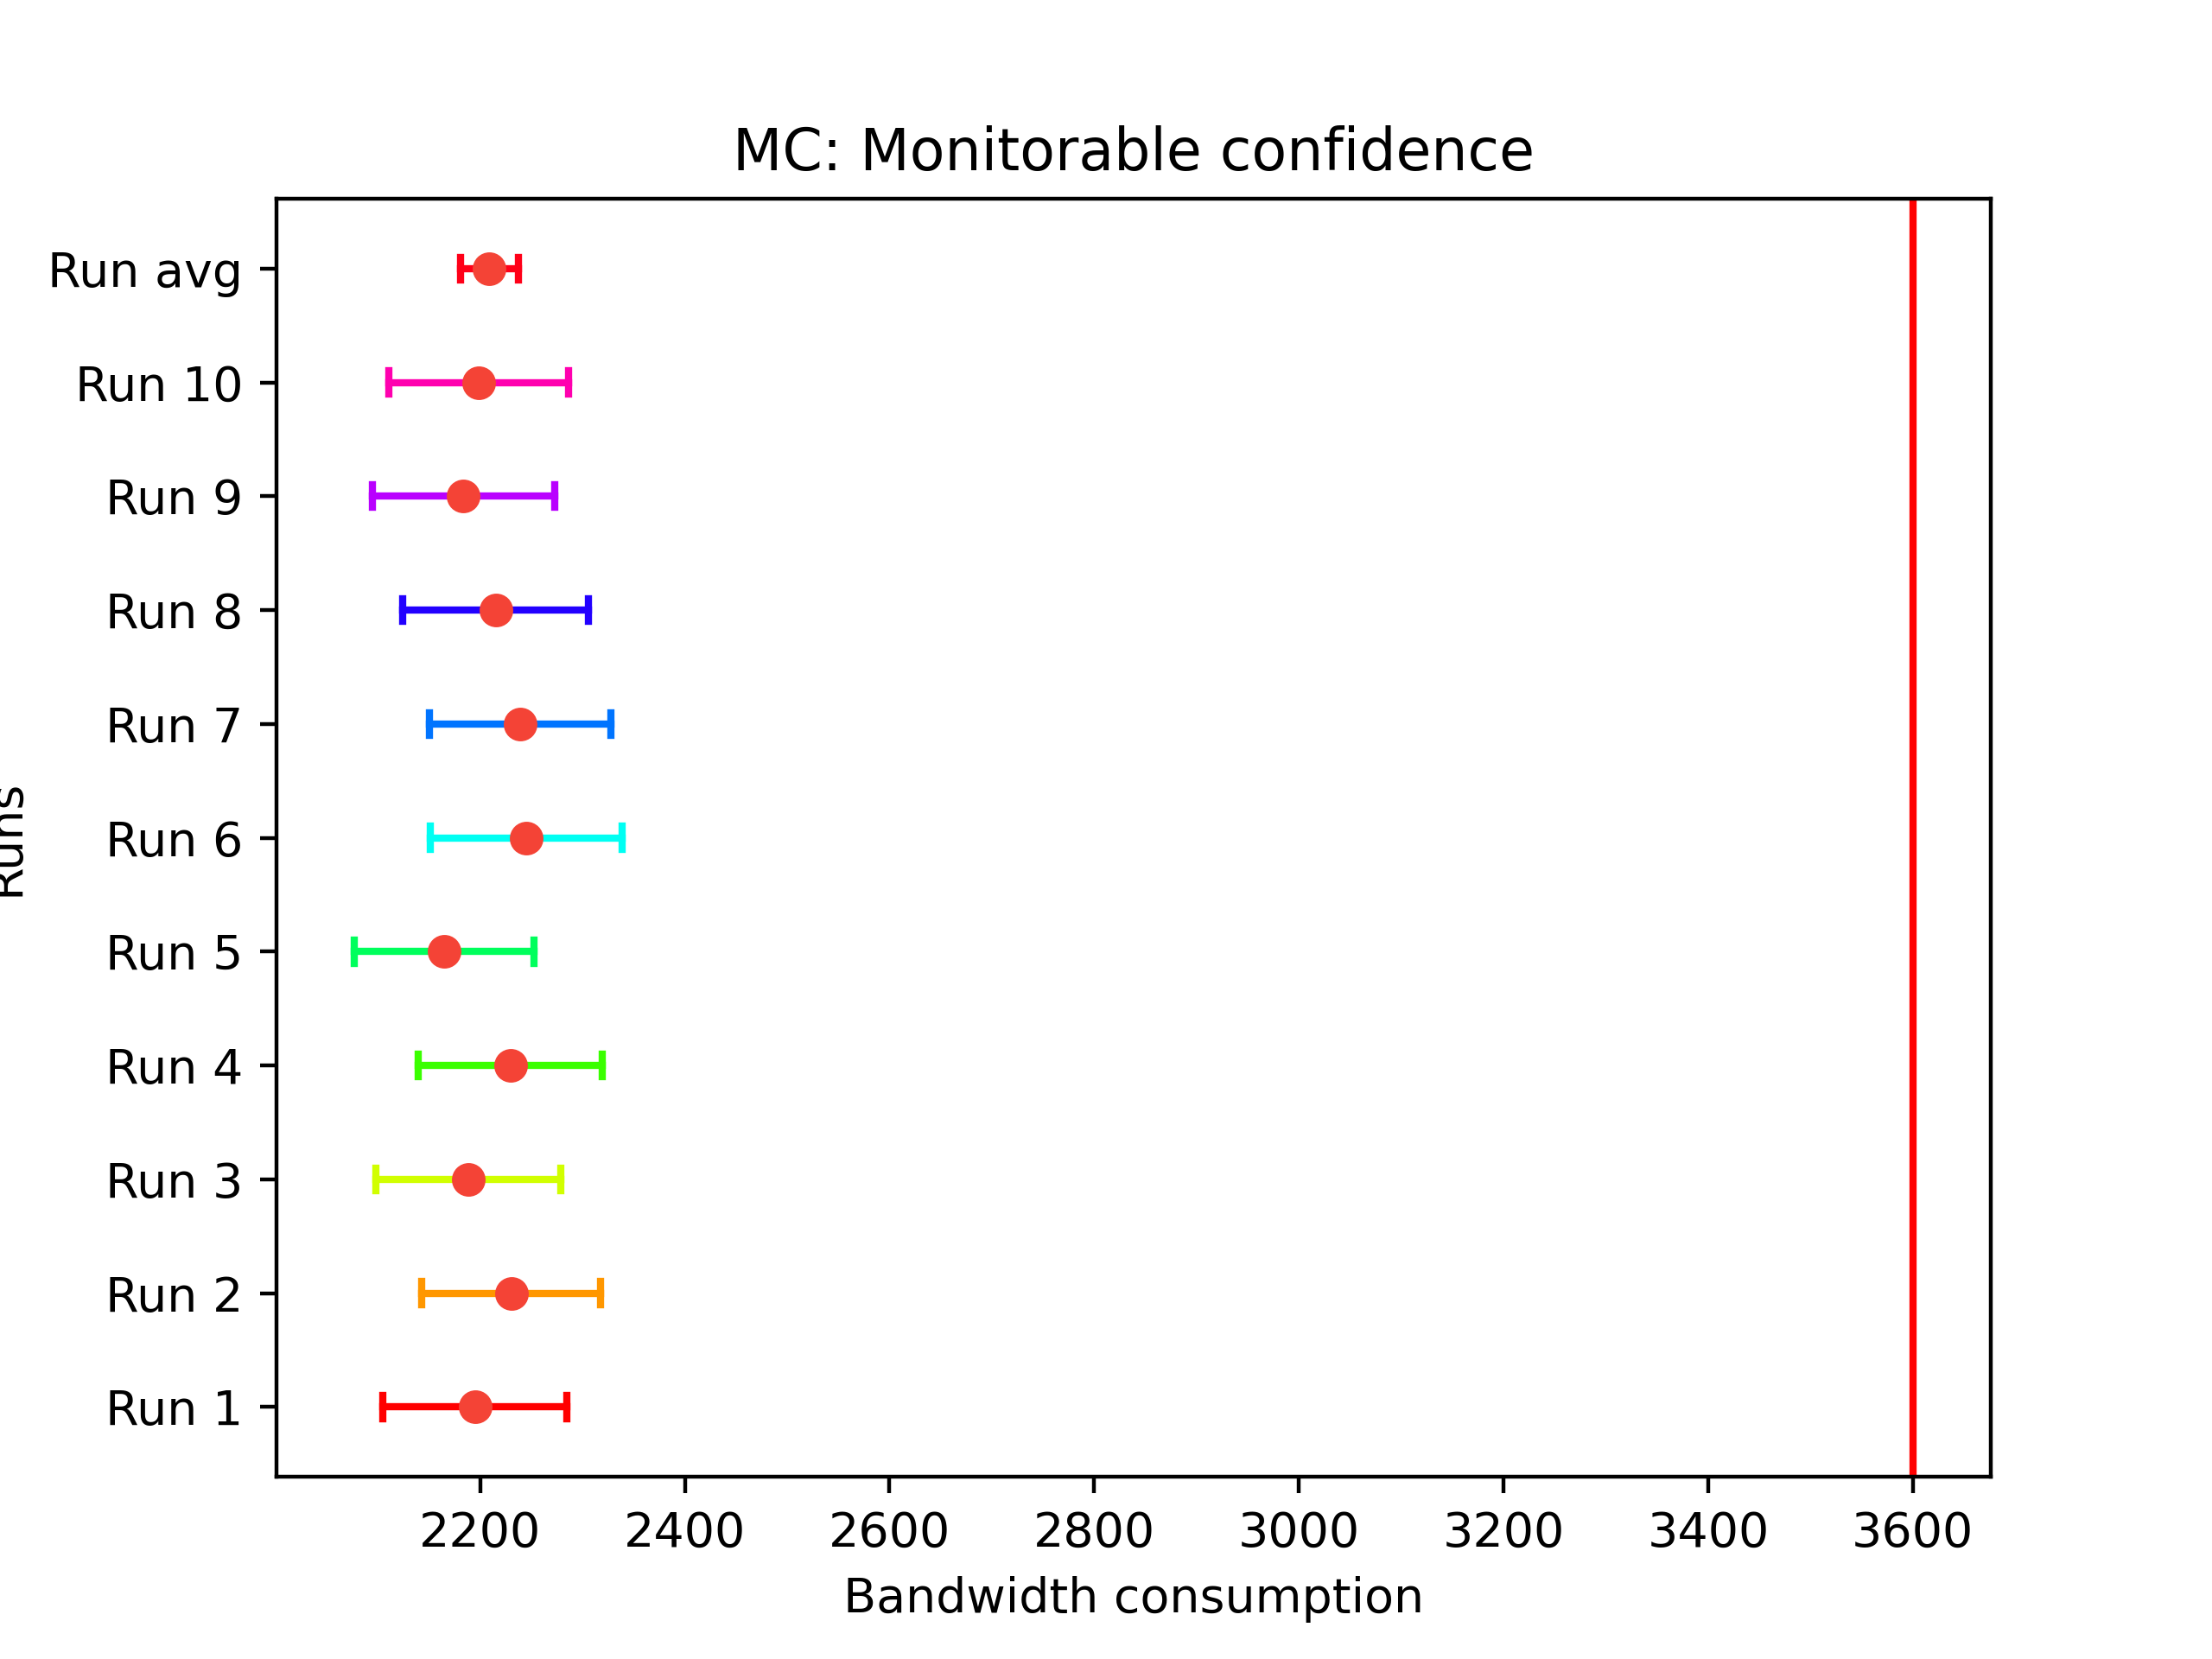 MC: Monitorable confidence
Run avg
Run 10
Run 9
Run 8
Run 7
Run 6
Run 5
Run 4
Run 3
Run 2
Run 1
Runs
2200 2400 2600 2800 3000 3200 3400 3600
Bandwidth consumption